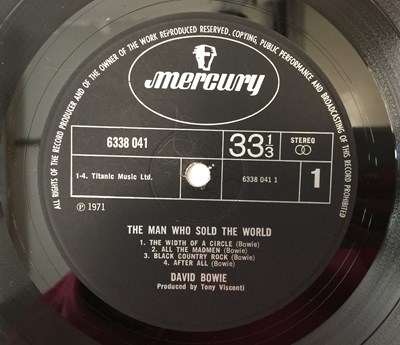 ALL RIGHTS OF THE RECORD PRODUCER AND OF THE OWNER OF THE WORK REPRODUCED RESERVED. COPYING, PUBLIC PERFORMANCE AND BROADCASTING OF THIS RECORD PROHIBITED
mercury
6338 041
33 1/3
STEREO
1-4. Titanic Music Ltd.
6338 041 1
1
Ⓟ 1971
THE MAN WHO SOLD THE WORLD
1. THE WIDTH OF A CIRCLE (Bowie)
2. ALL THE MADMEN (Bowie)
3. BLACK COUNTRY ROCK (Bowie)
4. AFTER ALL (Bowie)
DAVID BOWIE
Produced by Tony Visconti